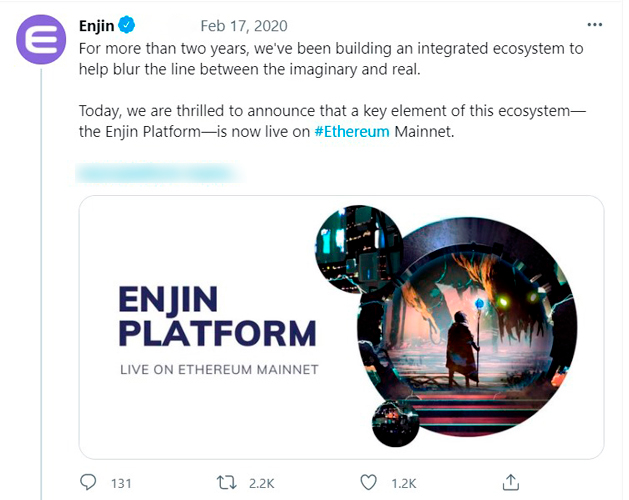 Enjin Feb 17, 2020
For more than two years, we've been building an integrated ecosystem to
help blur the line between the imaginary and real.
Today, we are thrilled to announce that a key element of this ecosystem—
the Enjin Platform—is now live on #Ethereum Mainnet.
ENJIN
PLATFORM
LIVE ON ETHEREUM MAINNET
131 2.2K 1.2K